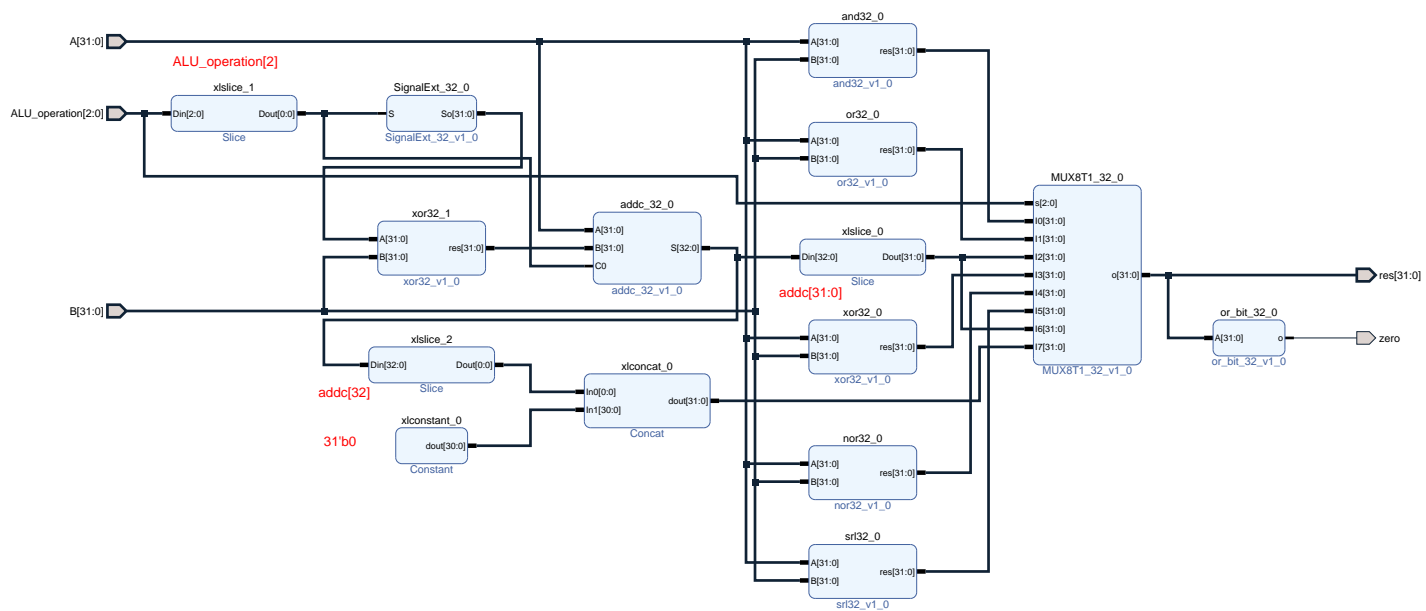 A[31:0]
ALU_operation[2]
ALU_operation[2:0]
xlslice_1
Din[2:0]
Dout[0:0]
Slice
SignalExt_32_0
S
So[31:0]
SignalExt_32_v1_0
xor32_1
A[31:0]
B[31:0]
res[31:0]
xor32_v1_0
addc_32_0
A[31:0]
B[31:0]
C0
S[32:0]
addc_32_v1_0
B[31:0]
xlslice_2
Din[32:0]
Dout[0:0]
Slice
addc[32]
xlconstant_0
31'b0
dout[30:0]
Constant
xlconcat_0
In0[0:0]
In1[30:0]
dout[31:0]
Concat
and32_0
A[31:0]
B[31:0]
res[31:0]
and32_v1_0
or32_0
A[31:0]
B[31:0]
res[31:0]
or32_v1_0
xlslice_0
Din[32:0]
Dout[31:0]
Slice
addc[31:0]
xor32_0
A[31:0]
B[31:0]
res[31:0]
xor32_v1_0
nor32_0
A[31:0]
B[31:0]
res[31:0]
nor32_v1_0
srl32_0
A[31:0]
B[31:0]
res[31:0]
srl32_v1_0
MUX8T1_32_0
s[2:0]
I0[31:0]
I1[31:0]
I2[31:0]
I3[31:0]
I4[31:0]
I5[31:0]
I6[31:0]
I7[31:0]
o[31:0]
MUX8T1_32_v1_0
res[31:0]
or_bit_32_0
A[31:0]
o
or_bit_32_v1_0
zero